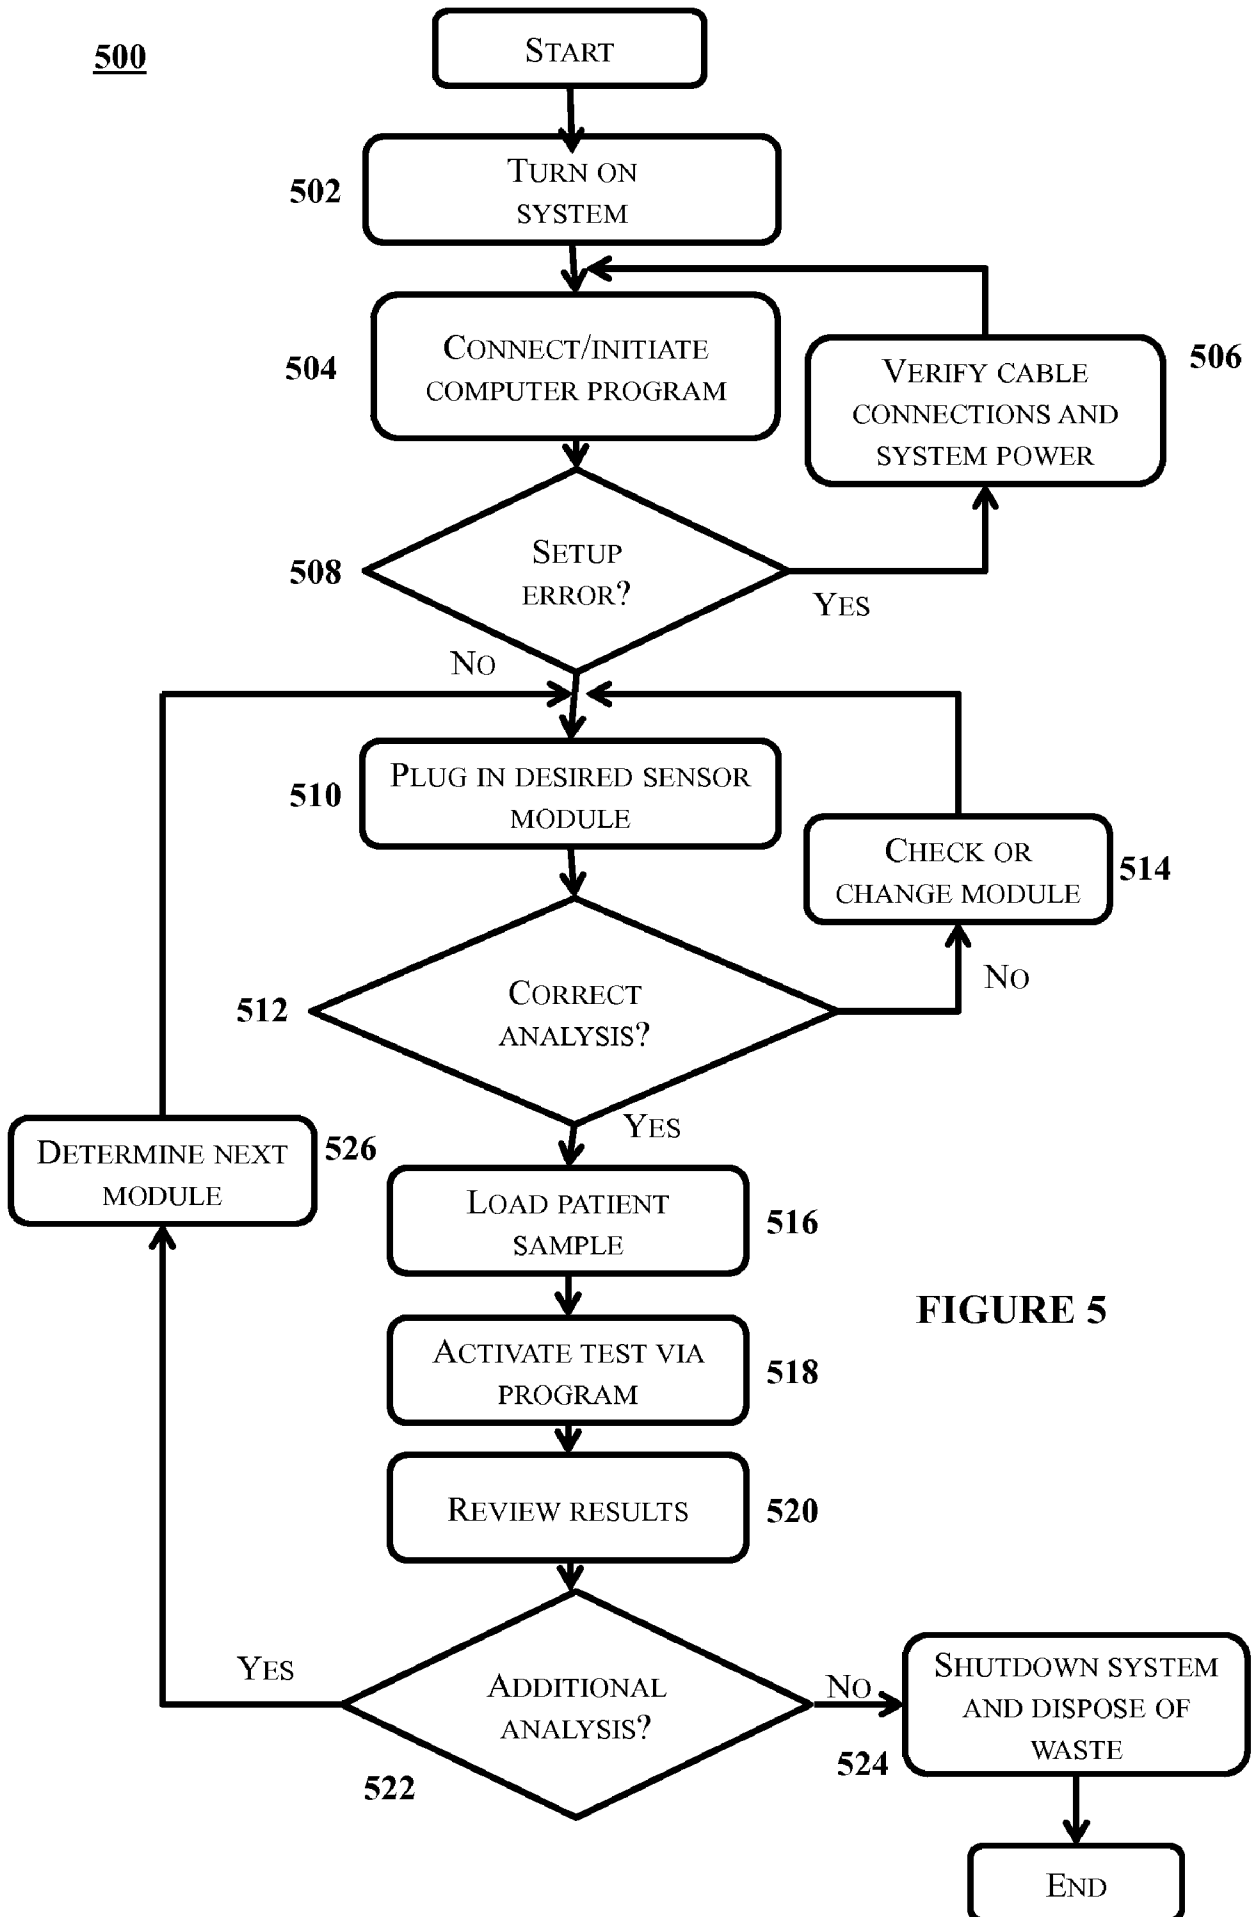 500
START
502
TURN ON
SYSTEM
504
CONNECT/INITIATE
COMPUTER PROGRAM
506
VERIFY CABLE
CONNECTIONS AND
SYSTEM POWER
508
SETUP
ERROR?
YES
NO
510
PLUG IN DESIRED SENSOR
MODULE
CHECK OR
CHANGE MODULE
514
NO
512
CORRECT
ANALYSIS?
YES
DETERMINE NEXT
MODULE
526
LOAD PATIENT
SAMPLE
516
FIGURE 5
ACTIVATE TEST VIA
PROGRAM
518
REVIEW RESULTS
520
YES
ADDITIONAL
ANALYSIS?
522
NO
SHUTDOWN SYSTEM
AND DISPOSE OF
WASTE
524
END